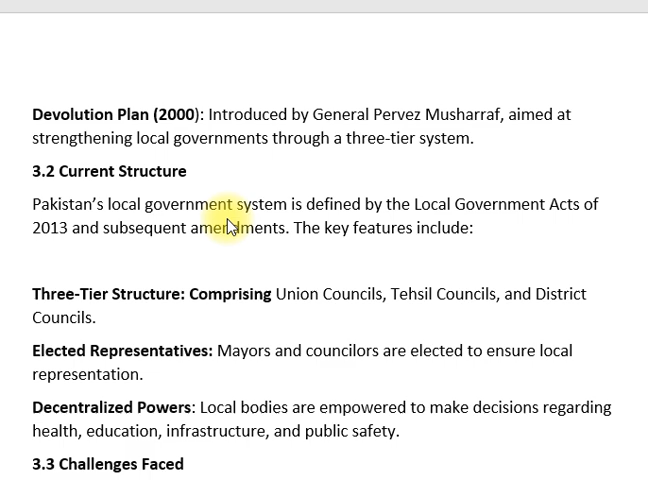 Devolution Plan (2000): Introduced by General Pervez Musharraf, aimed at
strengthening local governments through a three-tier system.
3.2 Current Structure
Pakistan's local government system is defined by the Local Government Acts of
2013 and subsequent amendments. The key features include:
Three-Tier Structure: Comprising Union Councils, Tehsil Councils, and District
Councils.
Elected Representatives: Mayors and councilors are elected to ensure local
representation.
Decentralized Powers: Local bodies are empowered to make decisions regarding
health, education, infrastructure, and public safety.
3.3 Challenges Faced